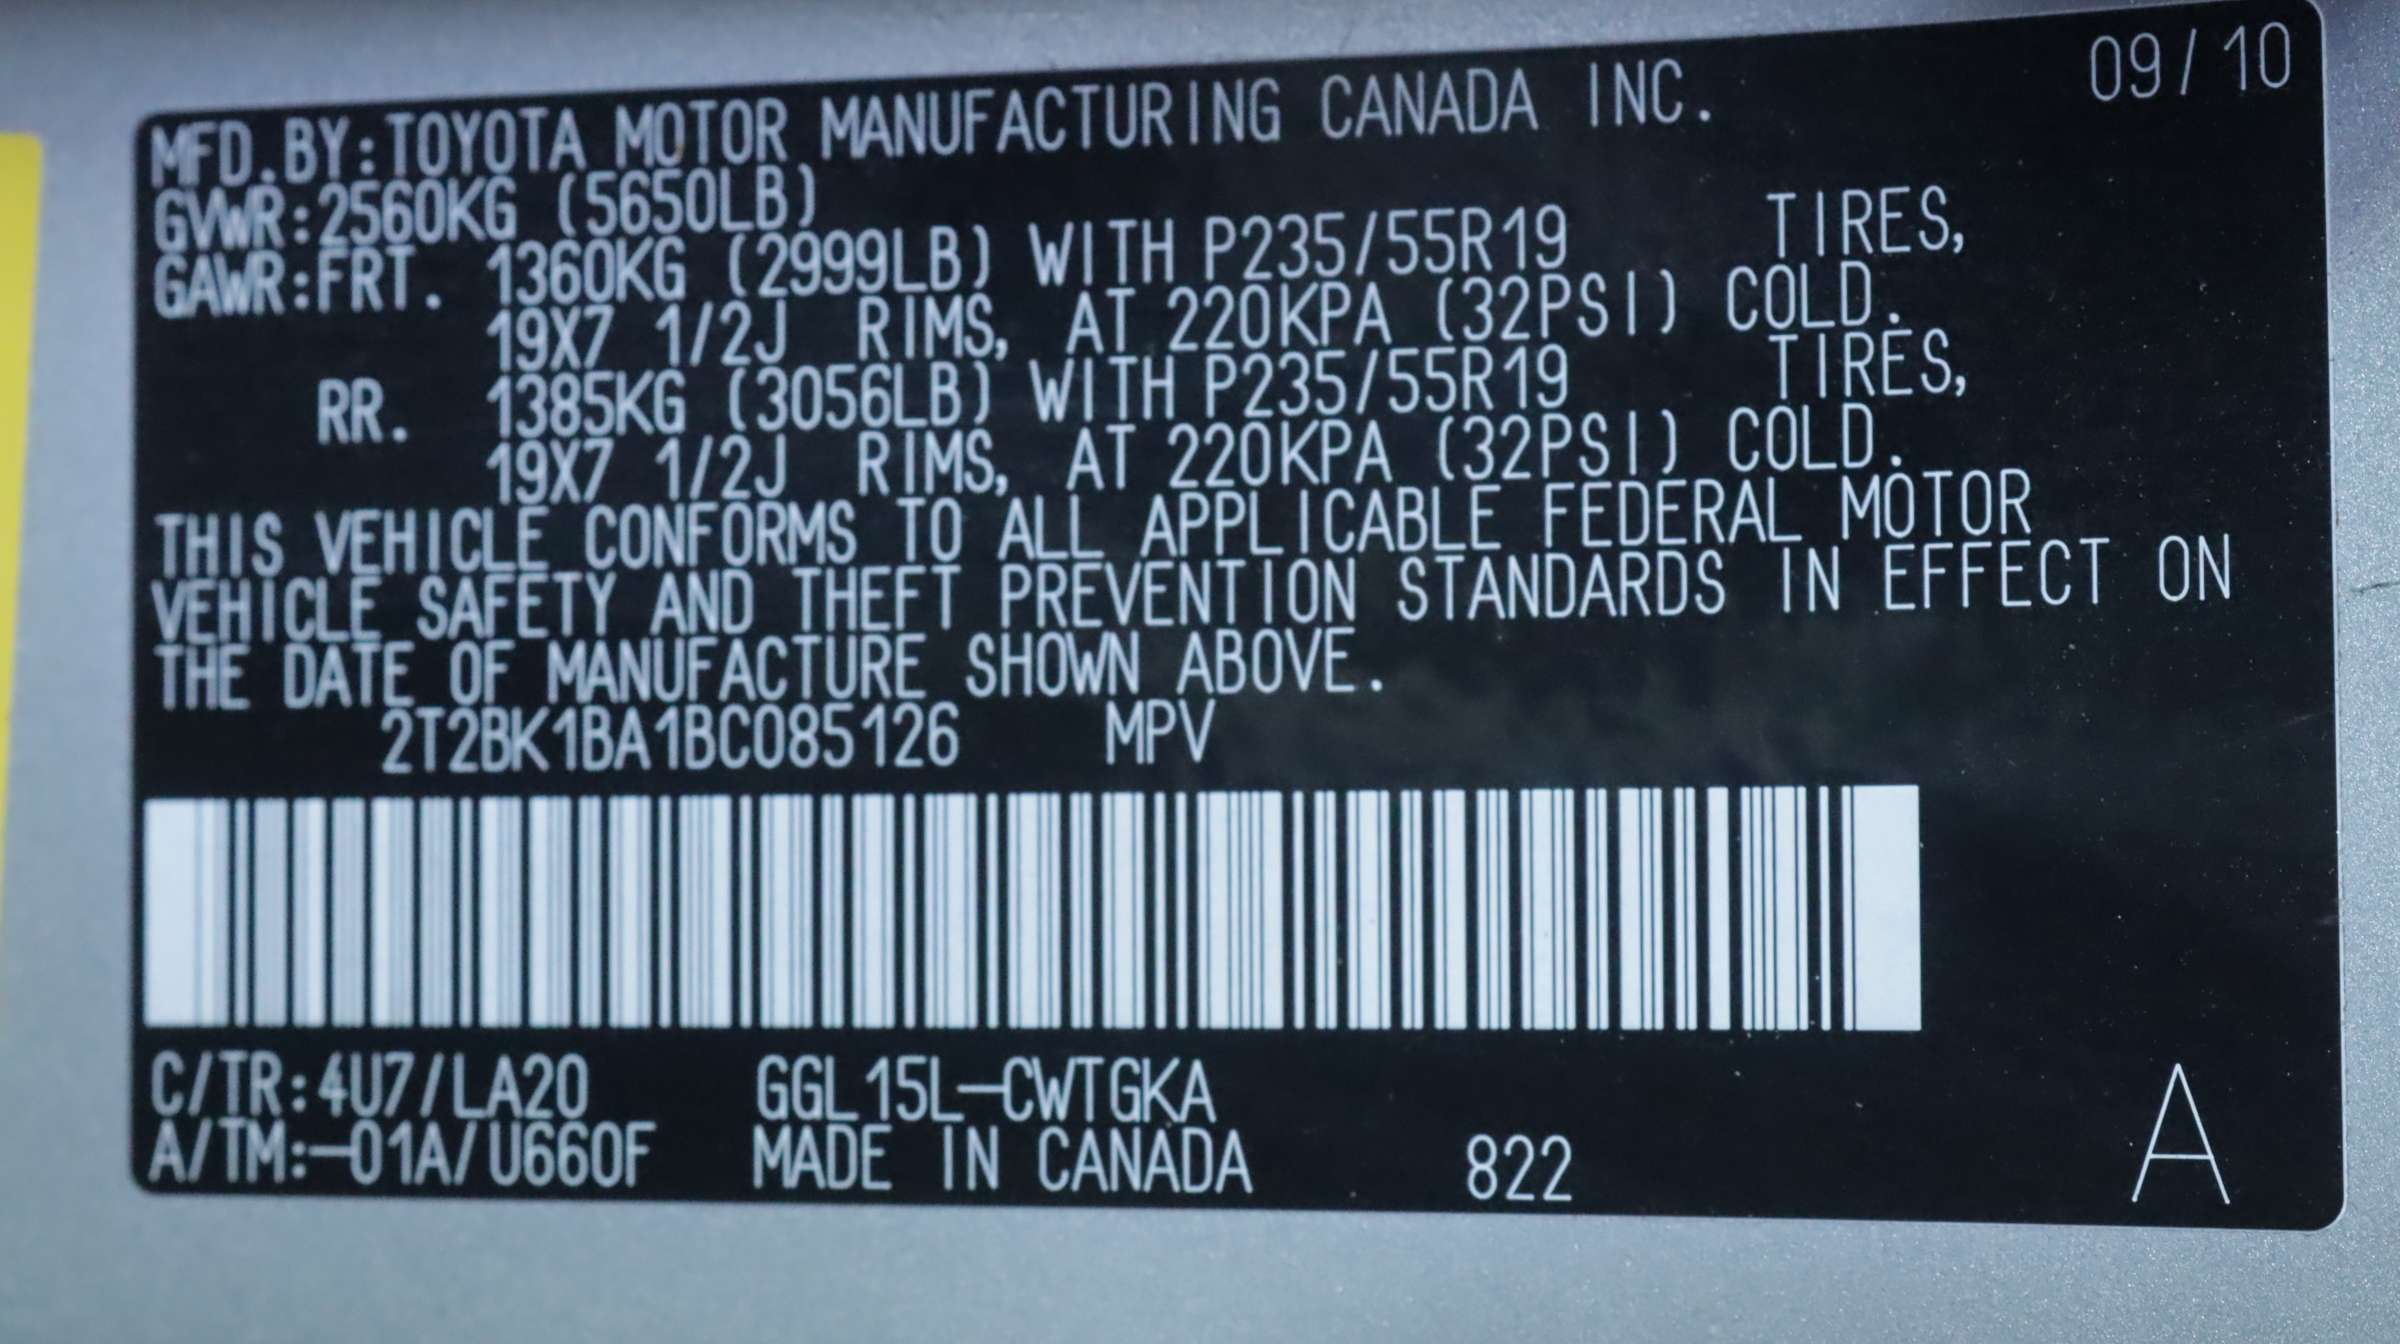 09/10
MFD.BY:TOYOTA MOTOR MANUFACTURING CANADA INC.
GVWR:2560KG (5650LB)
GAWR:FRT. 1360KG (2999LB) WITH P235/55R19 TIRES,
19X7 1/2J RIMS, AT 220KPA (32PSI) COLD.
RR. 1385KG (3056LB) WITH P235/55R19 TIRES,
19X7 1/2J RIMS, AT 220KPA (32PSI) COLD.
THIS VEHICLE CONFORMS TO ALL APPLICABLE FEDERAL MOTOR
VEHICLE SAFETY AND THEFT PREVENTION STANDARDS IN EFFECT ON
THE DATE OF MANUFACTURE SHOWN ABOVE.
2T2BK1BA1BC085126 MPV
C/TR:4U7/LA20 GGL15L-CWTGKA
A/TM:-01A/U660F MADE IN CANADA 822
A